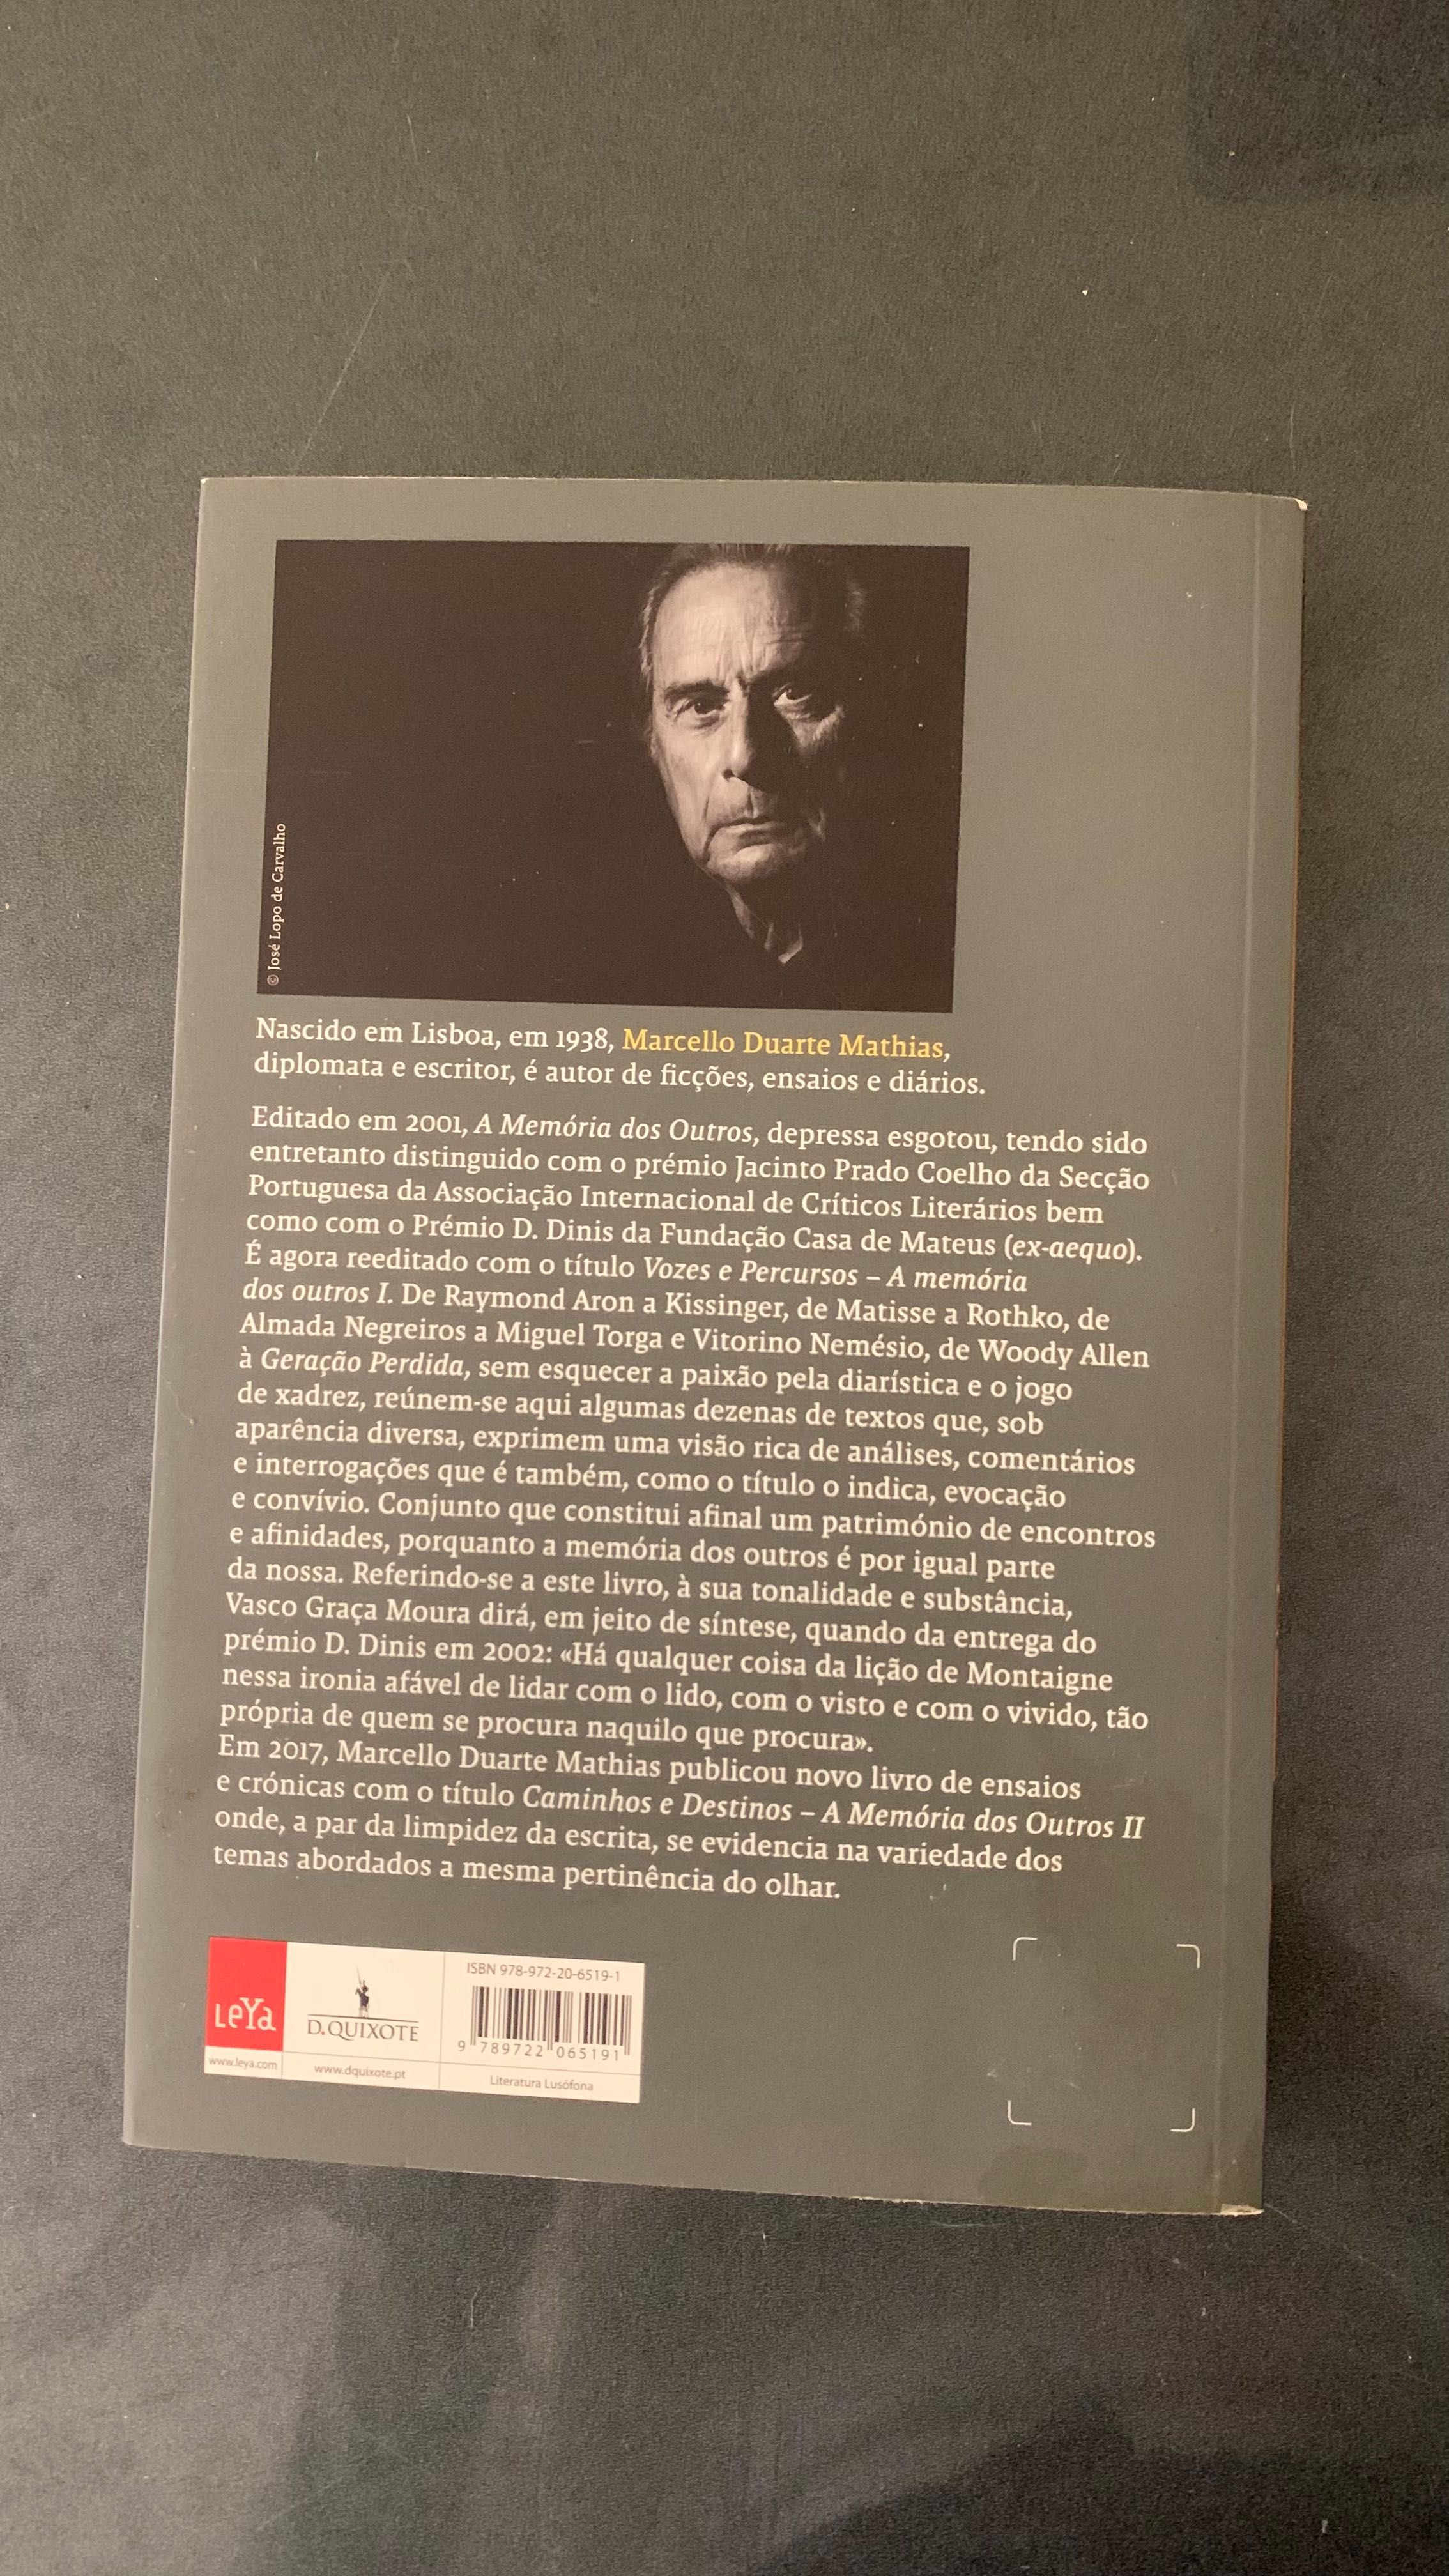 © José Lopo de Carvalho
Nascido em Lisboa, em 1938, Marcello Duarte Mathias,
diplomata e escritor, é autor de ficções, ensaios e diários.
Editado em 2001, A Memória dos Outros, depressa esgotou, tendo sido
entretanto distinguido com o prémio Jacinto Prado Coelho da Secção
Portuguesa da Associação Internacional de Críticos Literários bem
como com o Prémio D. Dinis da Fundação Casa de Mateus (ex-aequo).
É agora reeditado com o título Vozes e Percursos – A memória
dos outros I. De Raymond Aron a Kissinger, de Matisse a Rothko, de
Almada Negreiros a Miguel Torga e Vitorino Nemésio, de Woody Allen
à Geração Perdida, sem esquecer a paixão pela diarística e o jogo
de xadrez, reúnem-se aqui algumas dezenas de textos que, sob
aparência diversa, exprimem uma visão rica de análises, comentários
e interrogações que é também, como o título o indica, evocação
e convívio. Conjunto que constitui afinal um património de encontros
e afinidades, porquanto a memória dos outros é por igual parte
da nossa. Referindo-se a este livro, à sua tonalidade e substância,
Vasco Graça Moura dirá, em jeito de síntese, quando da entrega do
prémio D. Dinis em 2002: «Há qualquer coisa da lição de Montaigne
nessa ironia afável de lidar com o lido, com o visto e com o vivido, tão
própria de quem se procura naquilo que procura».
Em 2017, Marcello Duarte Mathias publicou novo livro de ensaios
e crónicas com o título Caminhos e Destinos – A Memória dos Outros II
onde, a par da limpidez da escrita, se evidencia na variedade dos
temas abordados a mesma pertinência do olhar.
LeYa
www.leya.com
D.QUIXOTE
www.dquixote.pt
ISBN 978-972-20-6519-1
9 789722 065191
Literatura Lusófona